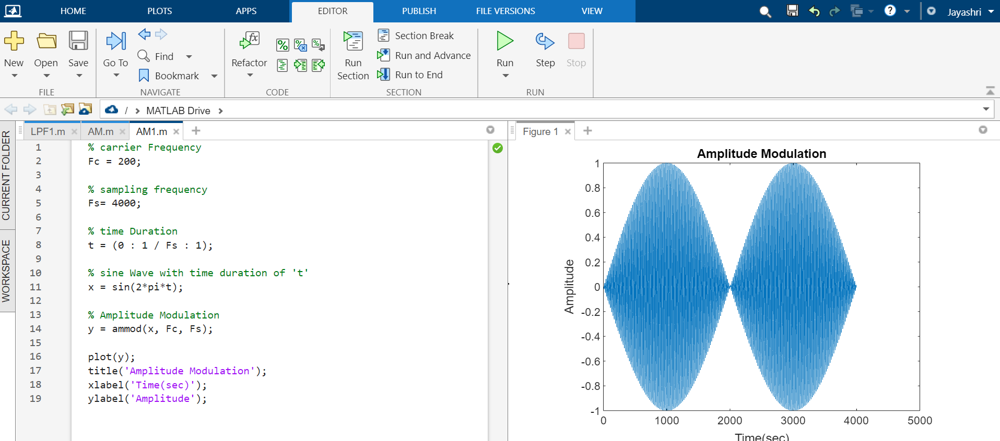 HOME PLOTS APPS EDITOR PUBLISH FILE VERSIONS VIEW ? Jayashri
New Open Save
FILE
Go To
Find
Bookmark
NAVIGATE
Refactor
CODE
Run
Section
Section Break
Run and Advance
Run to End
SECTION
Run Step Stop
RUN
/ > MATLAB Drive >
CURRENT FOLDER
WORKSPACE
LPF1.m × AM.m × AM1.m × +
1 % carrier Frequency
2 Fc = 200;
3
4 % sampling frequency
5 Fs= 4000;
6
7 % time Duration
8 t = (0 : 1 / Fs : 1);
9
10 % sine Wave with time duration of 't'
11 x = sin(2*pi*t);
12
13 % Amplitude Modulation
14 y = ammod(x, Fc, Fs);
15
16 plot(y);
17 title('Amplitude Modulation');
18 xlabel('Time(sec)');
19 ylabel('Amplitude');
Figure 1 × +
Amplitude Modulation
Amplitude
1
0.8
0.6
0.4
0.2
0
-0.2
-0.4
-0.6
-0.8
-1
0 1000 2000 3000 4000 5000
Time(sec)